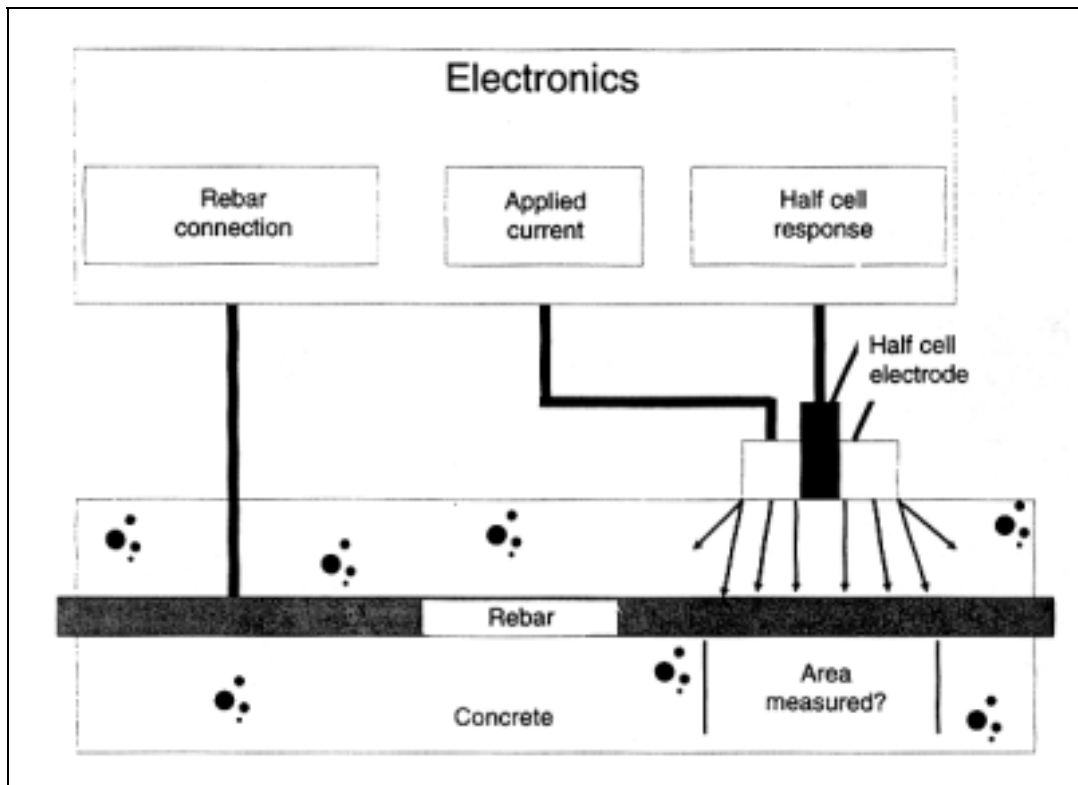 Electronics
Rebar
connection
Applied
current
Half cell
response
Half cell
electrode
Rebar
Area
measured?
Concrete